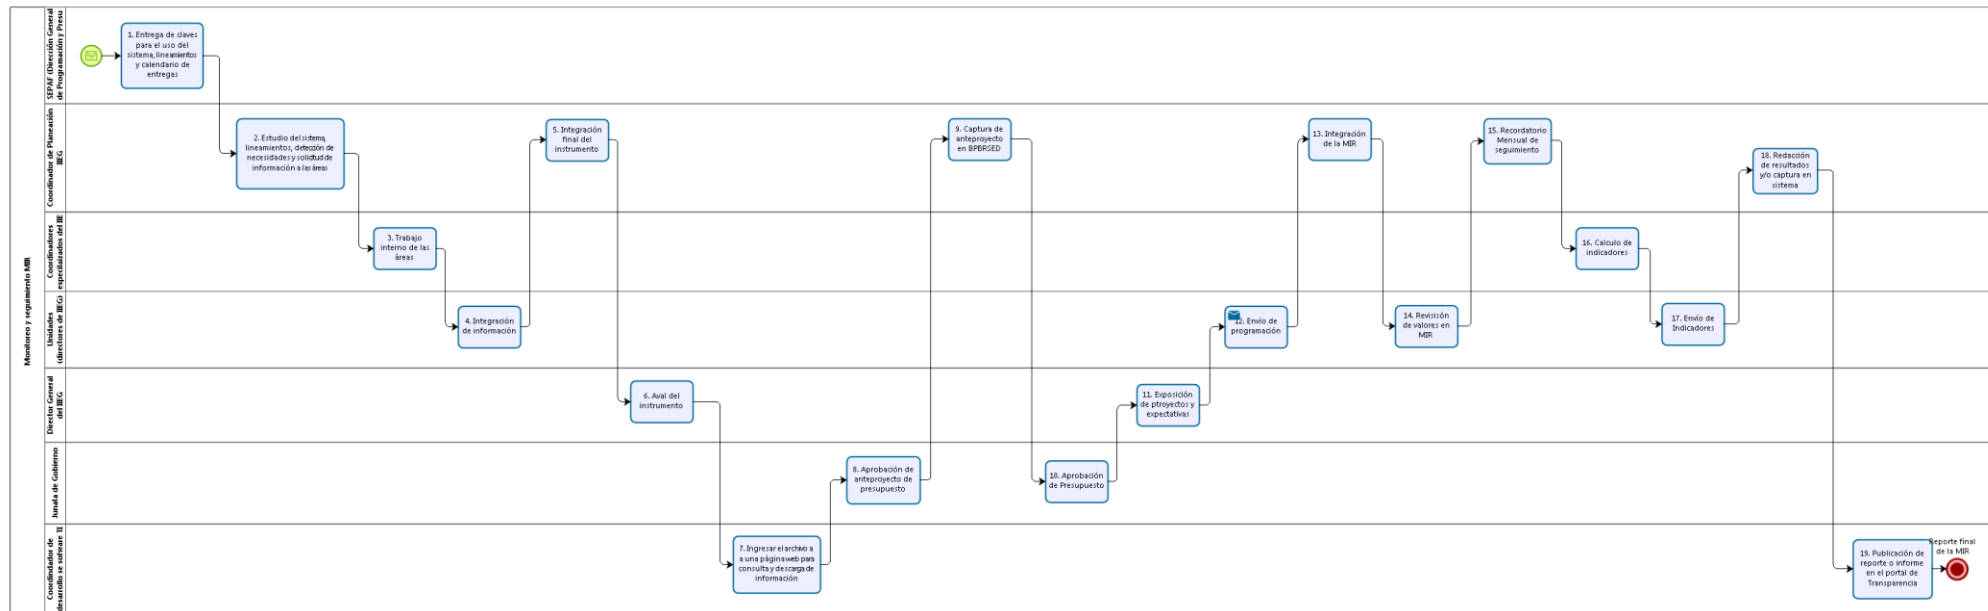 Monitoreo y seguimiento MIR
SEPAF (Dirección General
de Programación y Presu
1. Entrega de claves
para el uso del
sistema, lineamientos
y calendario de
entregas
Coordinador de Planeación
IIEG
2. Estudio del sistema,
lineamientos, detección de
necesidades y solicitud de
información a las áreas
5. Integración
final del
instrumento
9. Captura de
anteproyecto
en BPBRSED
13. Integración
de la MIR
15. Recordatorio
Mensual de
seguimiento
18. Redacción
de resultados
y/o captura en
sistema
Coordinadores
especilaizados del IIE
3. Trabajo
interno de las
áreas
16. Calculo de
indicadores
Unidades
(directores de IIEG)
4. Integración
de información
12. Envío de
programación
14. Revisisón
de valores en
MIR
17. Envío de
Indicadores
Director General
del IIEG
6. Aval del
instrumento
11. Exposición
de ptroyectos y
expectativas
Junata de Gobierno
8. Aprobación de
anteproyecto de
presupuesto
10. Aprobación
de Presupuesto
Coordindador de
desarrollo se software II
7. Ingresar el archivo a
a una página web para
consulta y descarga de
información
19. Publicación de
reporte o informe
en el portal de
Transparencia
Reporte final
de la MIR